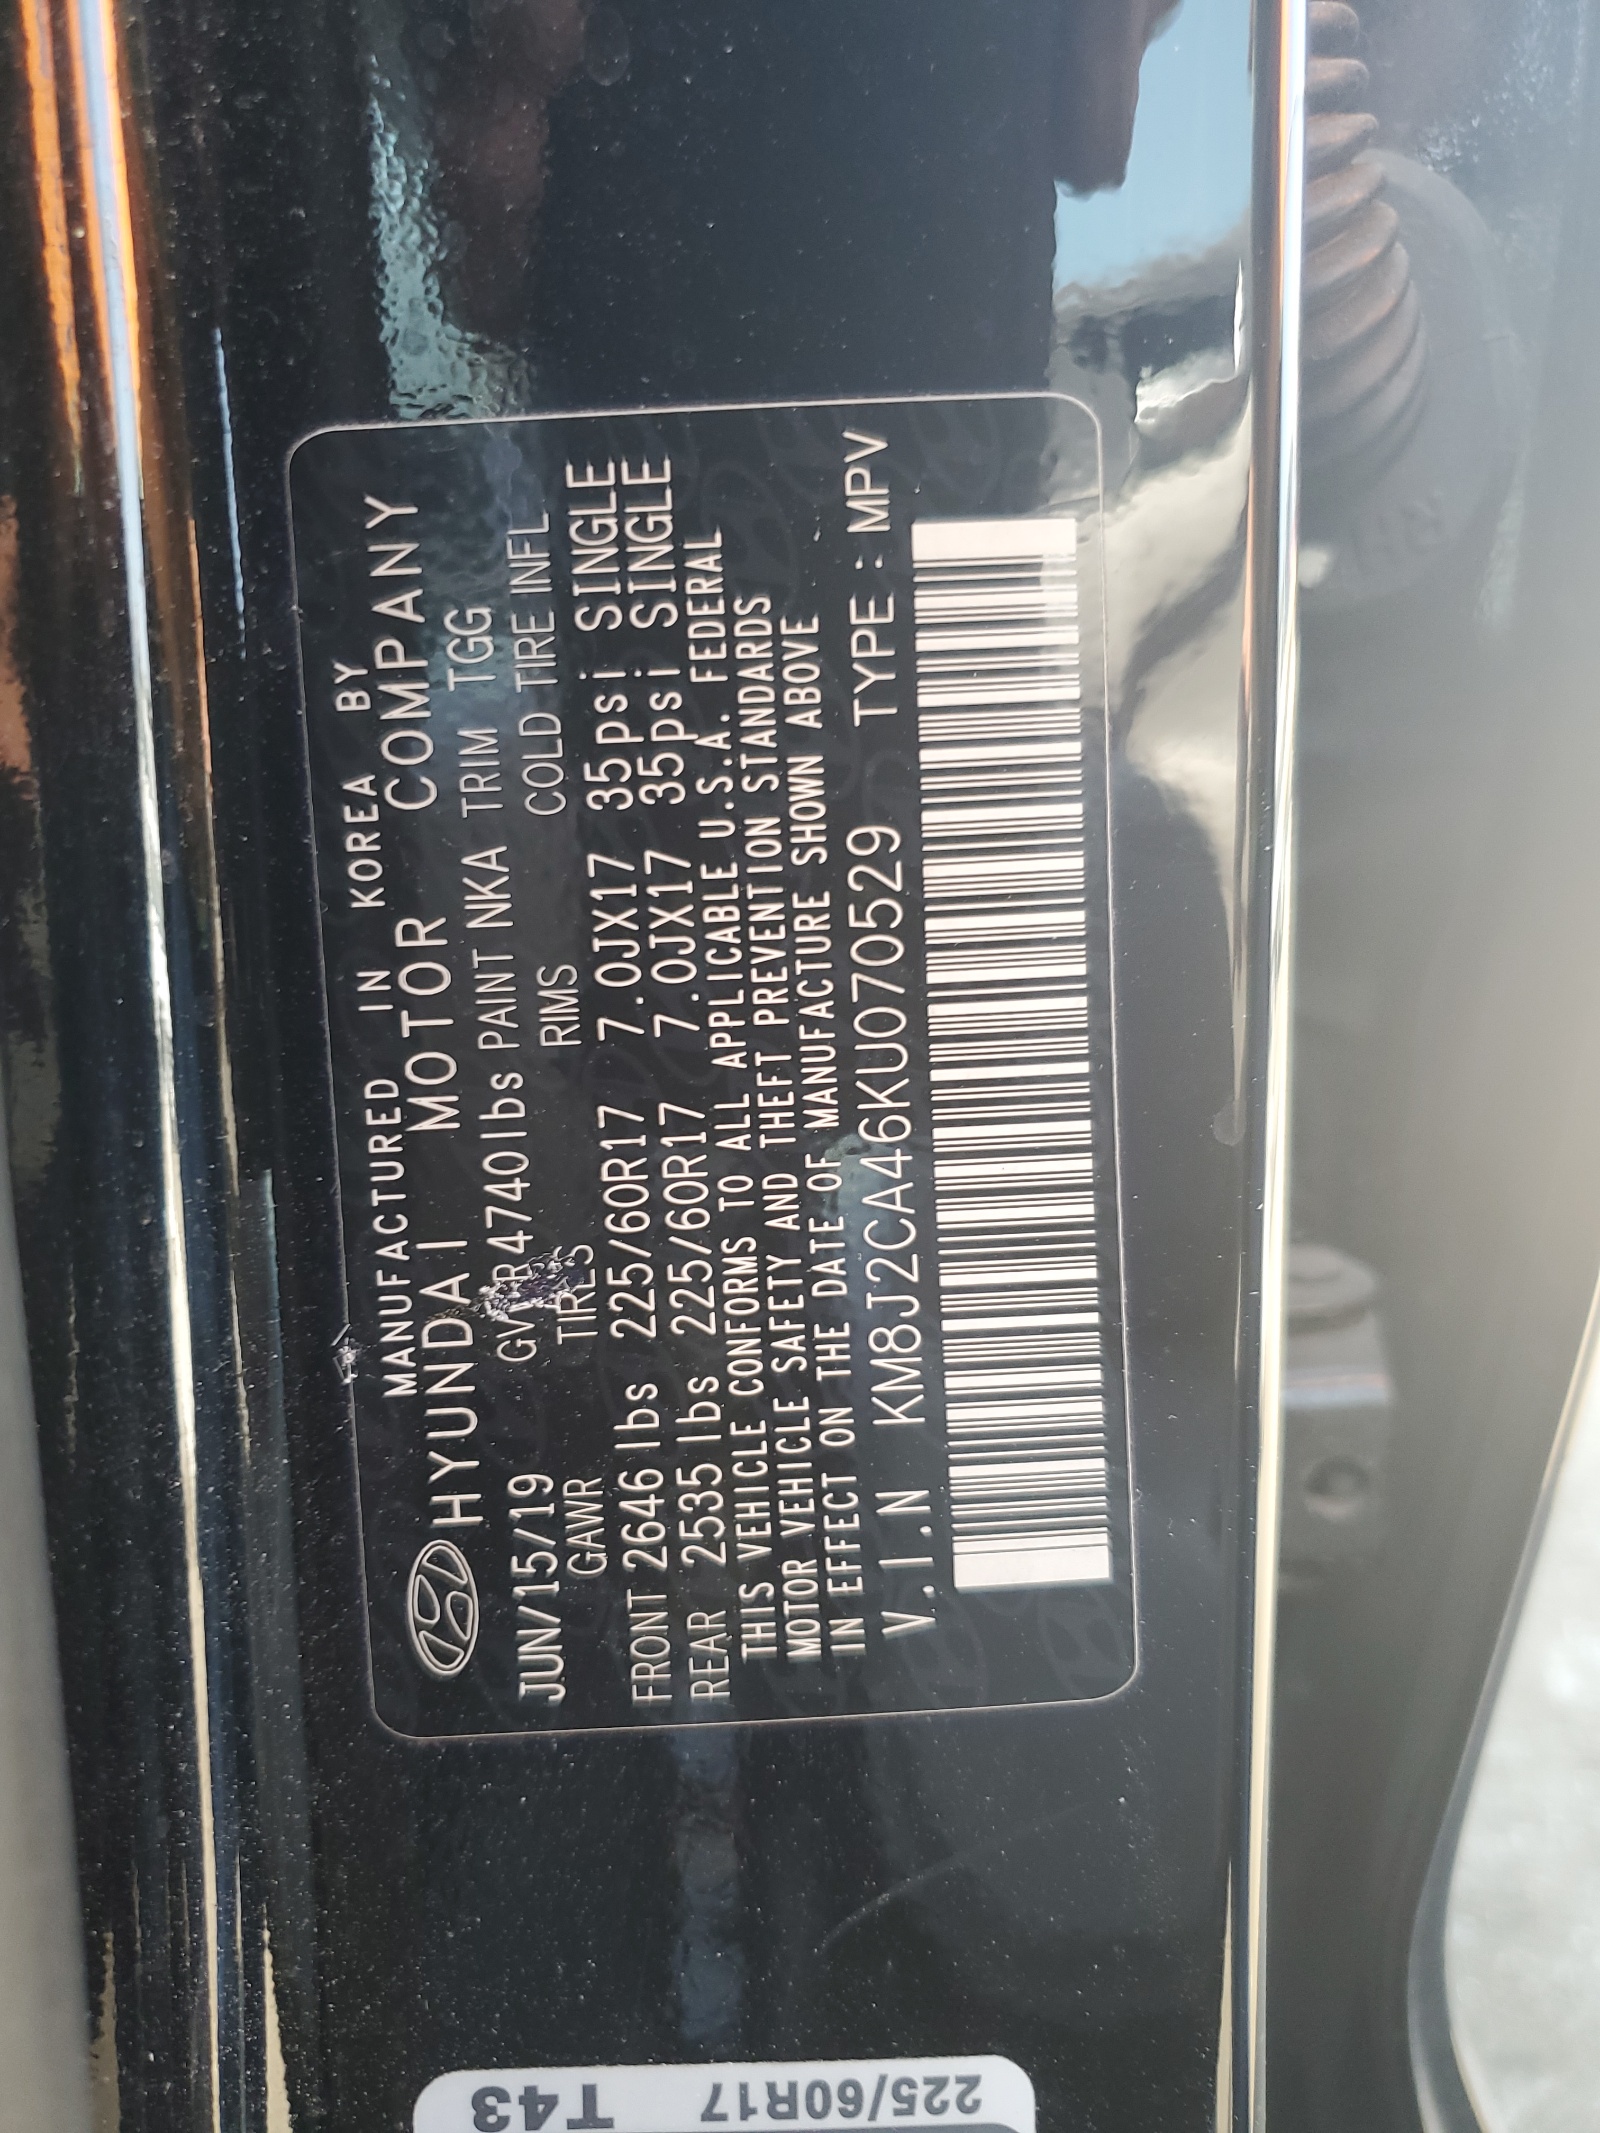 MANUFACTURED IN KOREA BY
HYUNDAI MOTOR COMPANY
JUN/15/19 GVWR 4740lbs PAINT NKA TRIM TGG
GAWR TIRES RIMS COLD TIRE INFL
FRONT 2646 lbs 225/60R17 7.0JX17 35psi SINGLE
REAR 2535 lbs 225/60R17 7.0JX17 35psi SINGLE
THIS VEHICLE CONFORMS TO ALL APPLICABLE U.S.A. FEDERAL
MOTOR VEHICLE SAFETY AND THEFT PREVENTION STANDARDS
IN EFFECT ON THE DATE OF MANUFACTURE SHOWN ABOVE
V.I.N KM8J2CA46KU070529 TYPE : MPV
225/60R17
T43